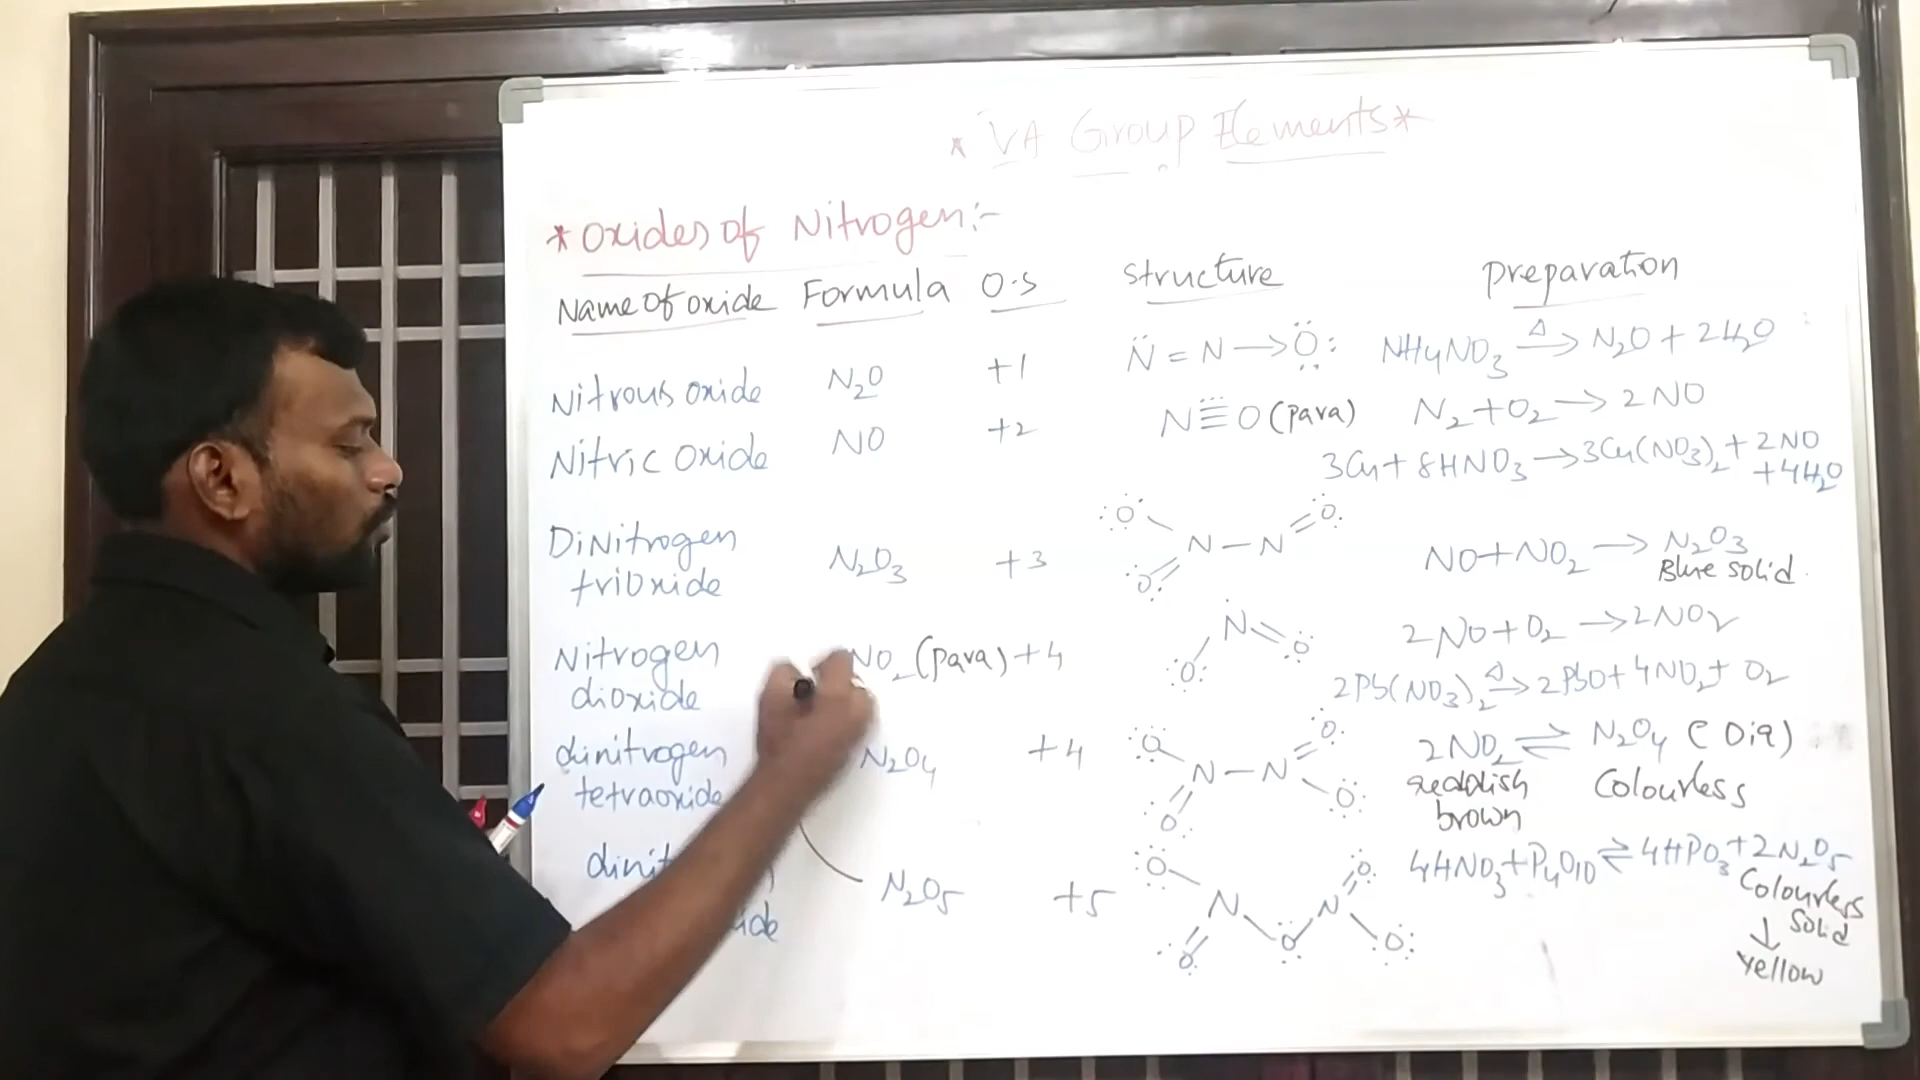 * VA Group Elements *
* Oxides of Nitrogen:-
Name Of oxide Formula O.S Structure Preparation
Nitrous oxide N₂O +1 N̈ = N → Ö: NH₄NO₃ →(Δ) N₂O + 2H₂O
Nitric Oxide NO +2 N ≡ O (para) N₂ + O₂ → 2NO
3Cu + 8HNO₃ → 3Cu(NO₃)₂ + 2NO
+ 4H₂O
DiNitrogen
trioxide N₂O₃ +3 O N — N O O NO + NO₂ → N₂O₃
Blue solid.
Nitrogen
dioxide NO₂ (para) +4 N O O 2NO + O₂ → 2NO₂
2Pb(NO₃)₂ →(Δ) 2PbO + 4NO₂ + O₂
dinitrogen
tetraoxide N₂O₄ +4 O N — N O O O 2NO₂ ⇌ N₂O₄ (Dia)
reddish
brown Colourless
dinit
ide N₂O₅ +5 O N O N O O O 4HNO₃ + P₄O₁₀ ⇌ 4HPO₃ + 2N₂O₅
Colourless
solid
↓
Yellow